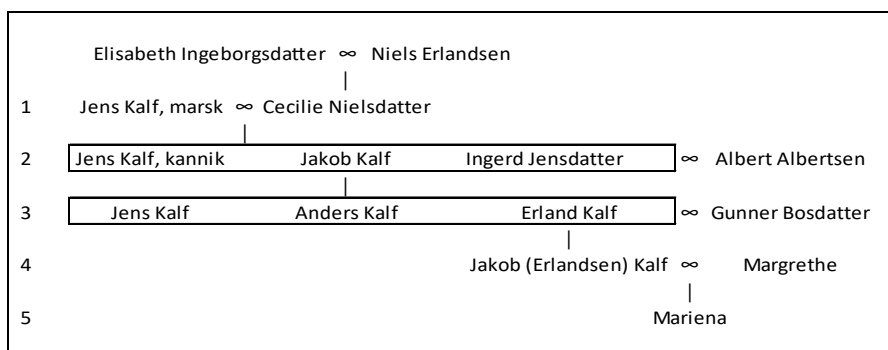 Elisabeth Ingeborgsdatter ∞ Niels Erlandsen
|
1 Jens Kalf, marsk ∞ Cecilie Nielsdatter
|
2 Jens Kalf, kannik Jakob Kalf Ingerd Jensdatter ∞ Albert Albertsen
|
3 Jens Kalf Anders Kalf Erland Kalf ∞ Gunner Bosdatter
|
4 Jakob (Erlandsen) Kalf ∞ Margrethe
|
5 Mariena